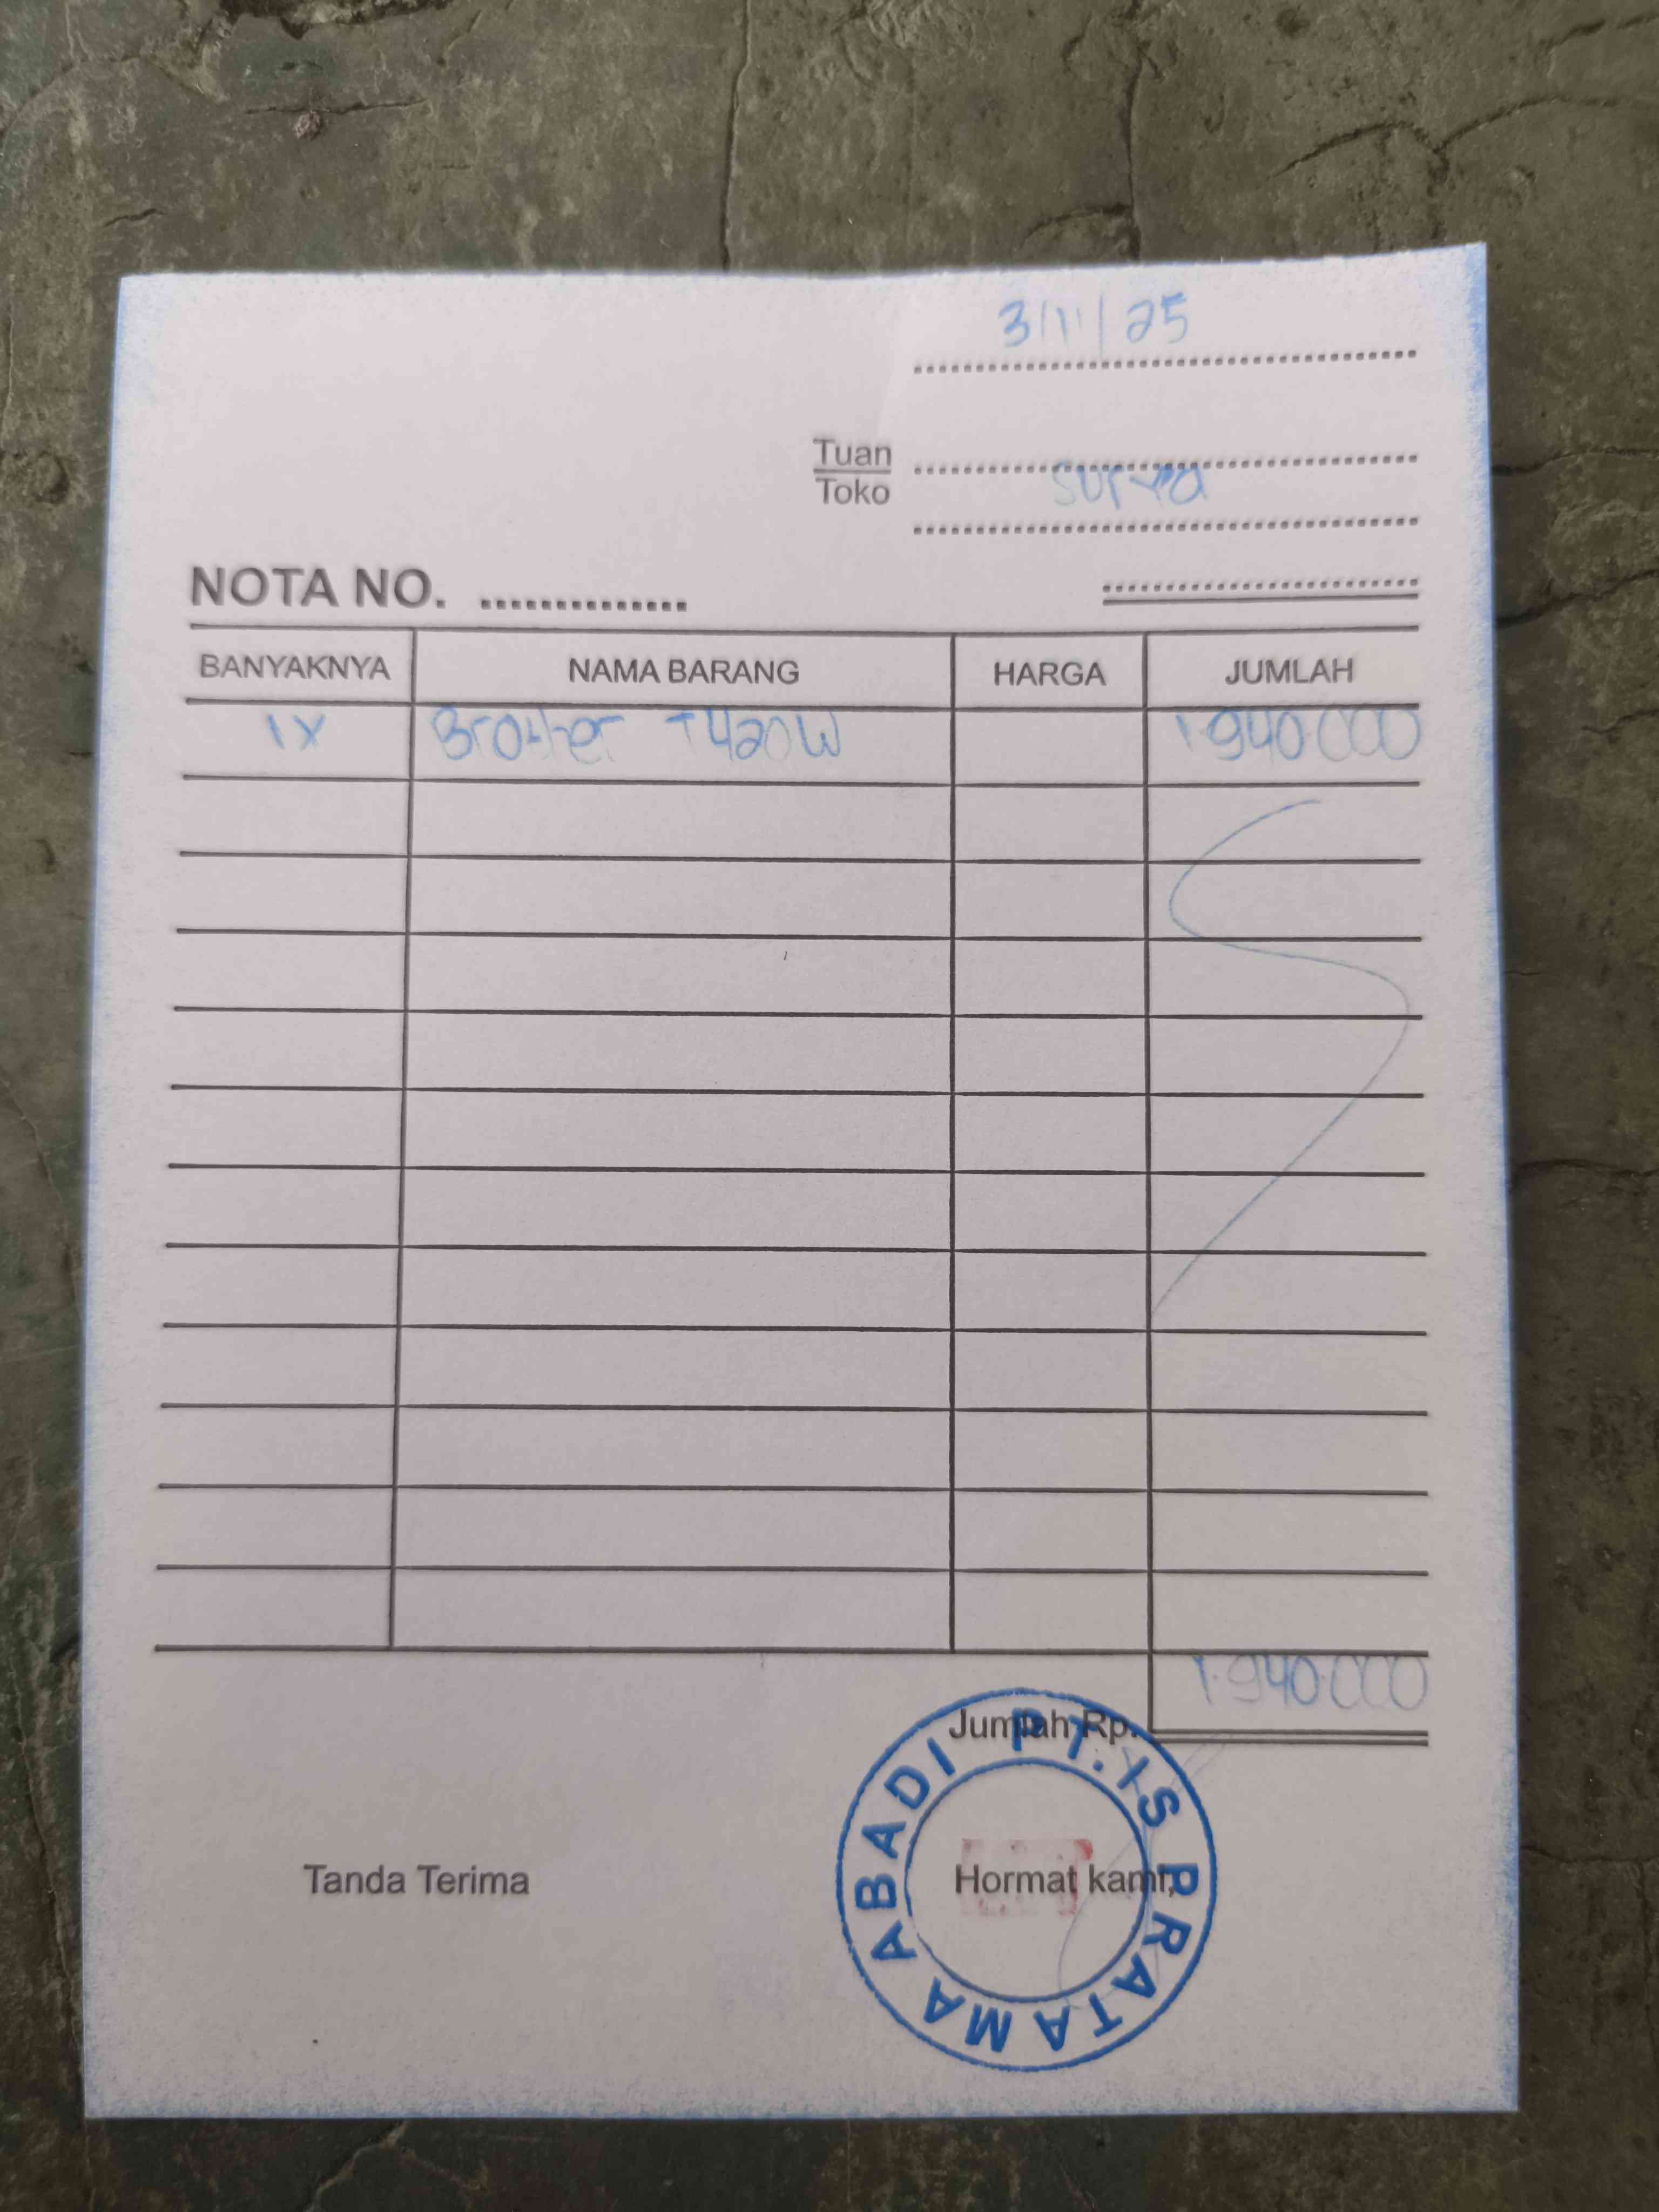 3/11/25
Tuan
Toko
Surya
NOTA NO. ..............
BANYAKNYA NAMA BARANG HARGA JUMLAH
1X Brother T420W 1.940.000
1.940.000
Jumlah Rp.
Tanda Terima
Hormat kami,
PT. IS PRATAMA ABADI